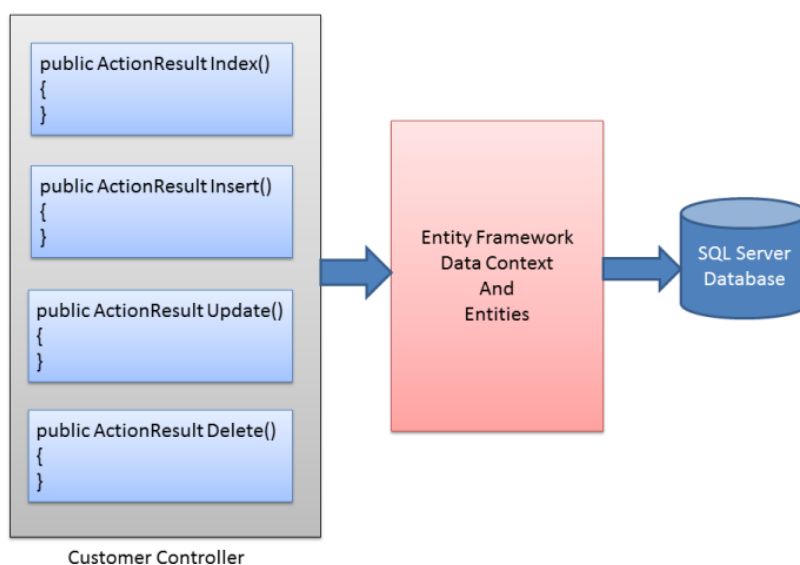 public ActionResult Index()
{
}
public ActionResult Insert()
{
}
public ActionResult Update()
{
}
public ActionResult Delete()
{
}
Customer Controller
Entity Framework
Data Context
And
Entities
SQL Server
Database